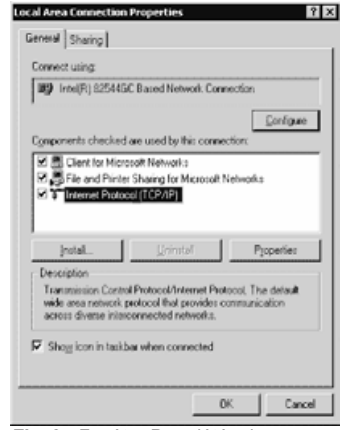 Local Area Connection Properties
General Sharing
Connect using:
Intel(R) 82544GC Based Network Connection
Configure
Components checked are used by this connection:
Client for Microsoft Networks
File and Printer Sharing for Microsoft Networks
Internet Protocol (TCP/IP)
Install... Uninstall Properties
Description
Transmission Control Protocol/Internet Protocol. The default
wide area network protocol that provides communication
across diverse interconnected networks.
Show icon in taskbar when connected
OK Cancel